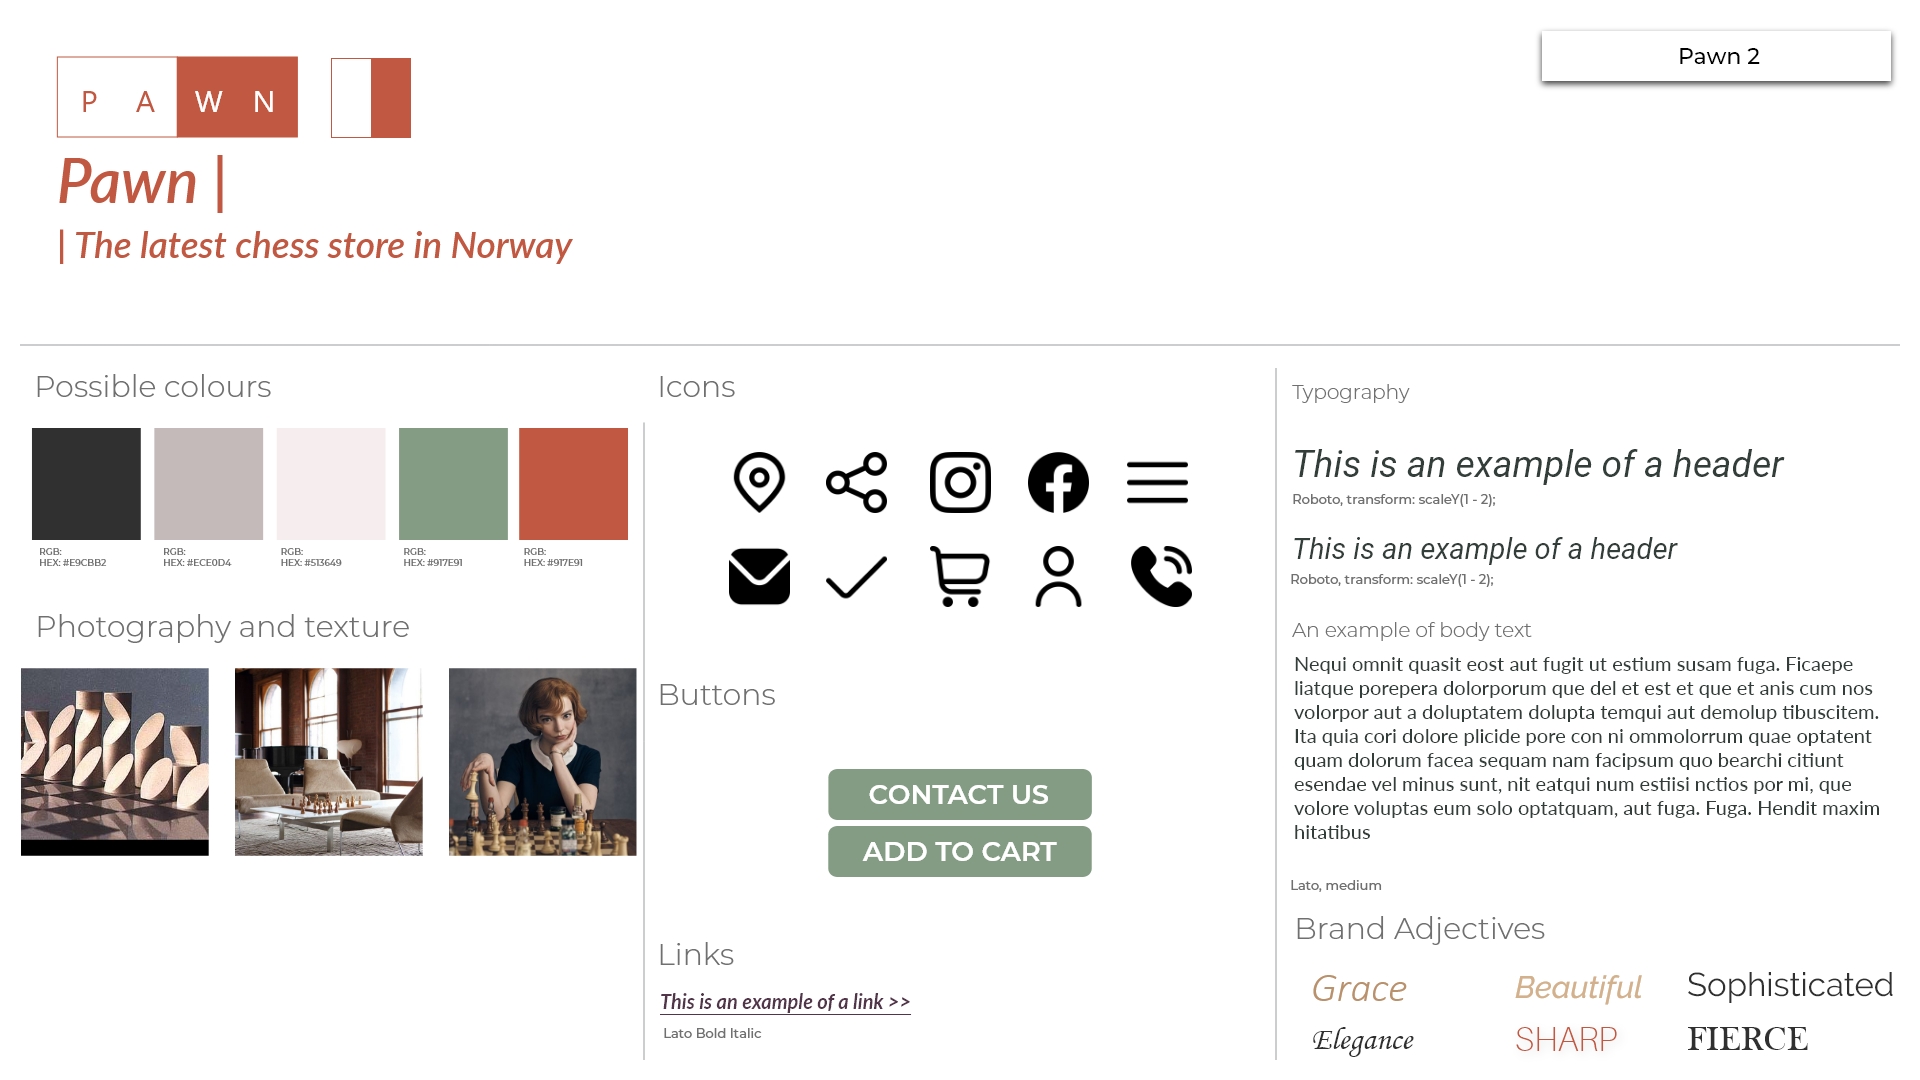 P A W N
Pawn |
| The latest chess store in Norway
Pawn 2
Possible colours
RGB:
HEX: #E9CBB2
RGB:
HEX: #ECE0D4
RGB:
HEX: #513649
RGB:
HEX: #917E91
RGB:
HEX: #917E91
Photography and texture
Icons
Buttons
CONTACT US
ADD TO CART
Links
This is an example of a link >>
Lato Bold Italic
Typography
This is an example of a header
Roboto, transform: scaleY(1 - 2);
This is an example of a header
Roboto, transform: scaleY(1 - 2);
An example of body text
Nequi omnit quasit eost aut fugit ut estium susam fuga. Ficaepe
liatque porepera dolorporum que del et est et que et anis cum nos
volorpor aut a doluptatem dolupta temqui aut demolup tibuscitem.
Ita quia cori dolore plicide pore con ni ommolorrum quae optatent
quam dolorum facea sequam nam facipsum quo bearchi citiunt
esendae vel minus sunt, nit eatqui num estiisi nctios por mi, que
volore voluptas eum solo optatquam, aut fuga. Fuga. Hendit maxim
hitatibus
Lato, medium
Brand Adjectives
Grace
Beautiful
Sophisticated
Elegance
SHARP
FIERCE